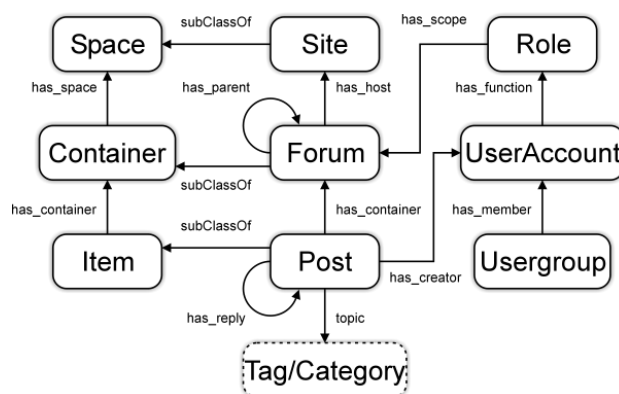 subClassOf
has_scope
Space
Site
Role
has_space
has_parent
has_host
has_function
Container
Forum
UserAccount
subClassOf
has_container
subClassOf
has_container
has_member
Item
Post
Usergroup
has_creator
has_reply
topic
Tag/Category